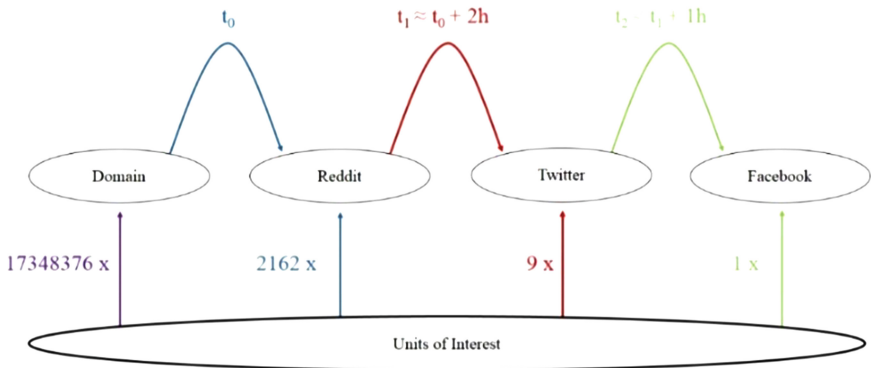 t₀
t₁ ≈ t₀ + 2h
t₂ t₁ + 1h
Domain
Reddit
Twitter
Facebook
17348376 x
2162 x
9 x
1 x
Units of Interest